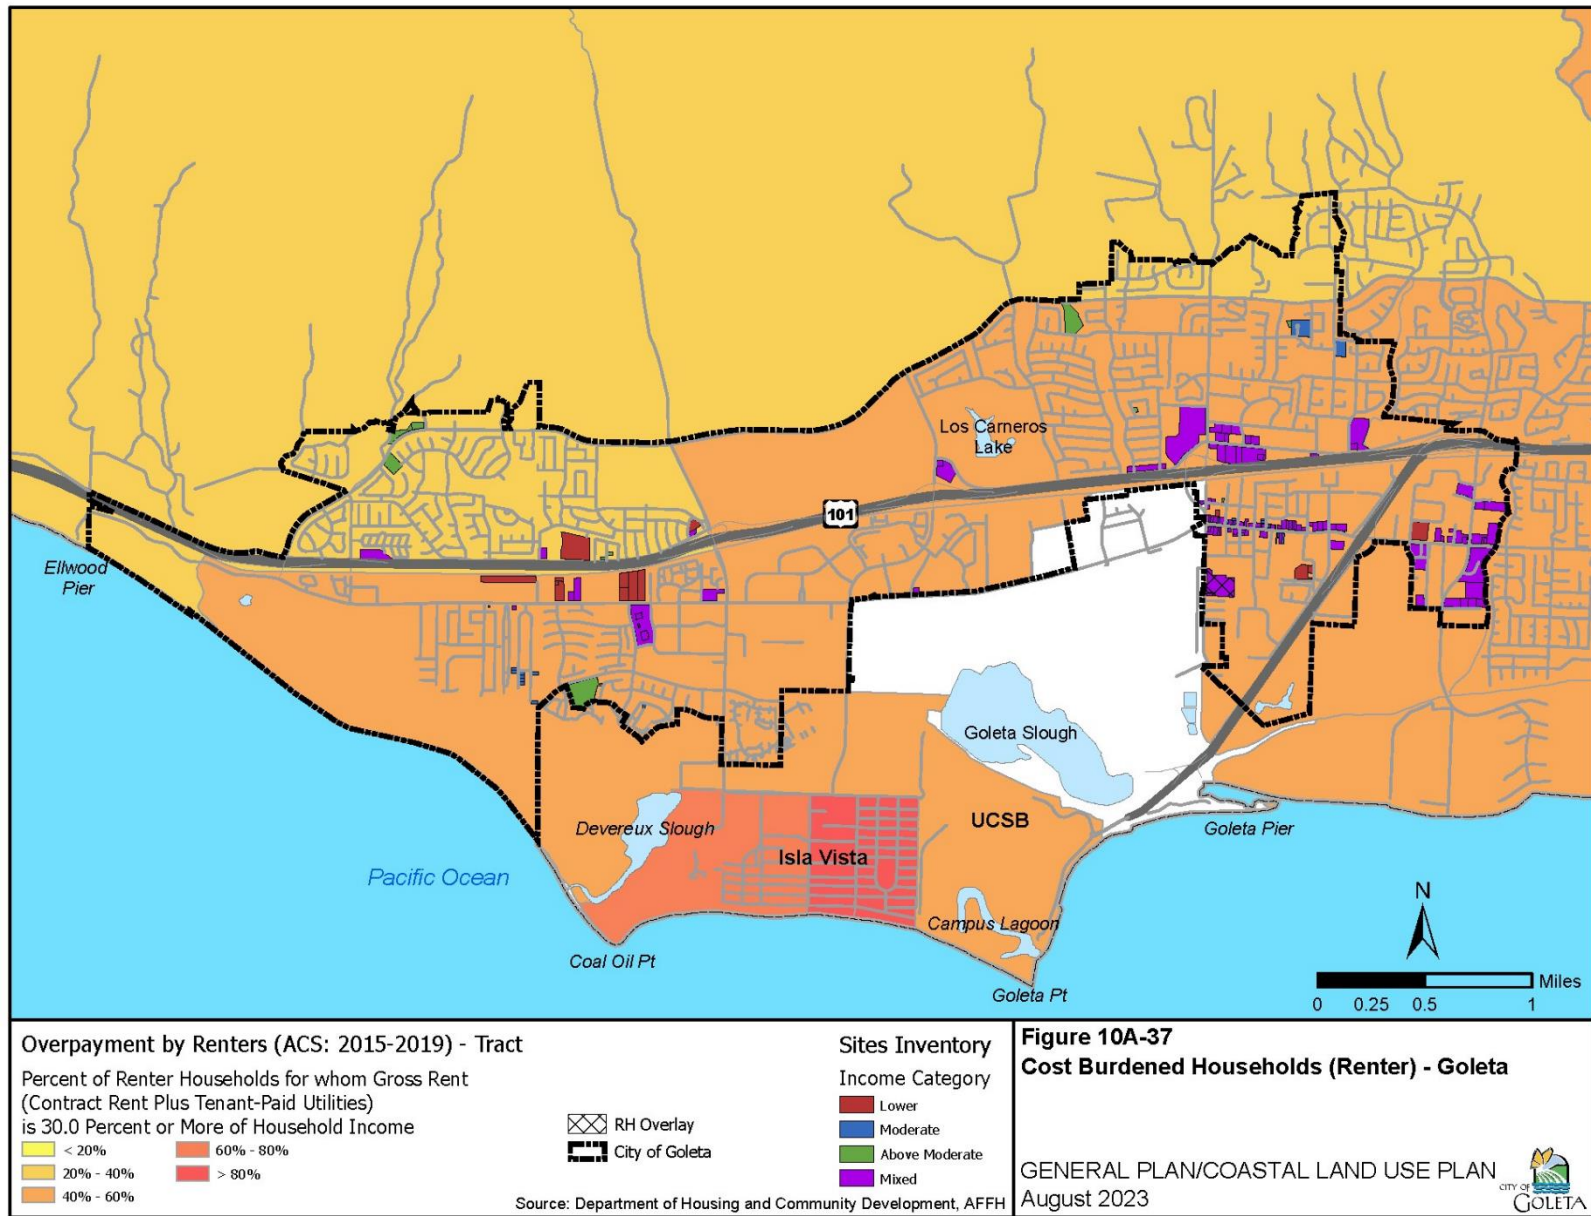 Los Carneros
Lake
101
Ellwood
Pier
Goleta Slough
Devereux Slough
UCSB
Goleta Pier
Isla Vista
Pacific Ocean
Campus Lagoon
Coal Oil Pt
Goleta Pt
N
Miles
0 0.25 0.5 1
Overpayment by Renters (ACS: 2015-2019) - Tract
Percent of Renter Households for whom Gross Rent
(Contract Rent Plus Tenant-Paid Utilities)
is 30.0 Percent or More of Household Income
< 20%
20% - 40%
40% - 60%
60% - 80%
> 80%
RH Overlay
City of Goleta
Sites Inventory
Income Category
Lower
Moderate
Above Moderate
Mixed
Source: Department of Housing and Community Development, AFFH
Figure 10A-37
Cost Burdened Households (Renter) - Goleta
GENERAL PLAN/COASTAL LAND USE PLAN
August 2023
CITY OF
GOLETA